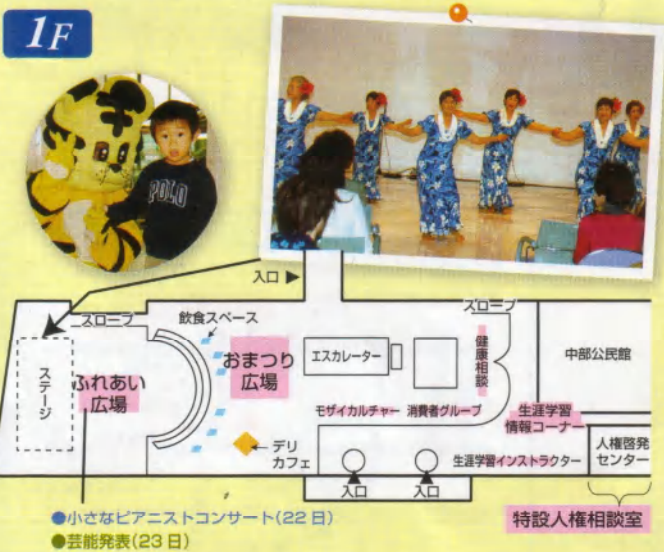 1F
POLO
入口▶
スロープ
飲食スペース
スロープ
ステージ
ふれあい
広場
おまつり
広場
エスカレーター
健康相談
中部公民館
モザイカルチャー
消費者グループ
生涯学習
情報コーナー
デリ
カフェ
生涯学習インストラクター
人権啓発
センター
入口
入口
特設人権相談室
●小さなピアニストコンサート(22日)
●芸能発表(23日)